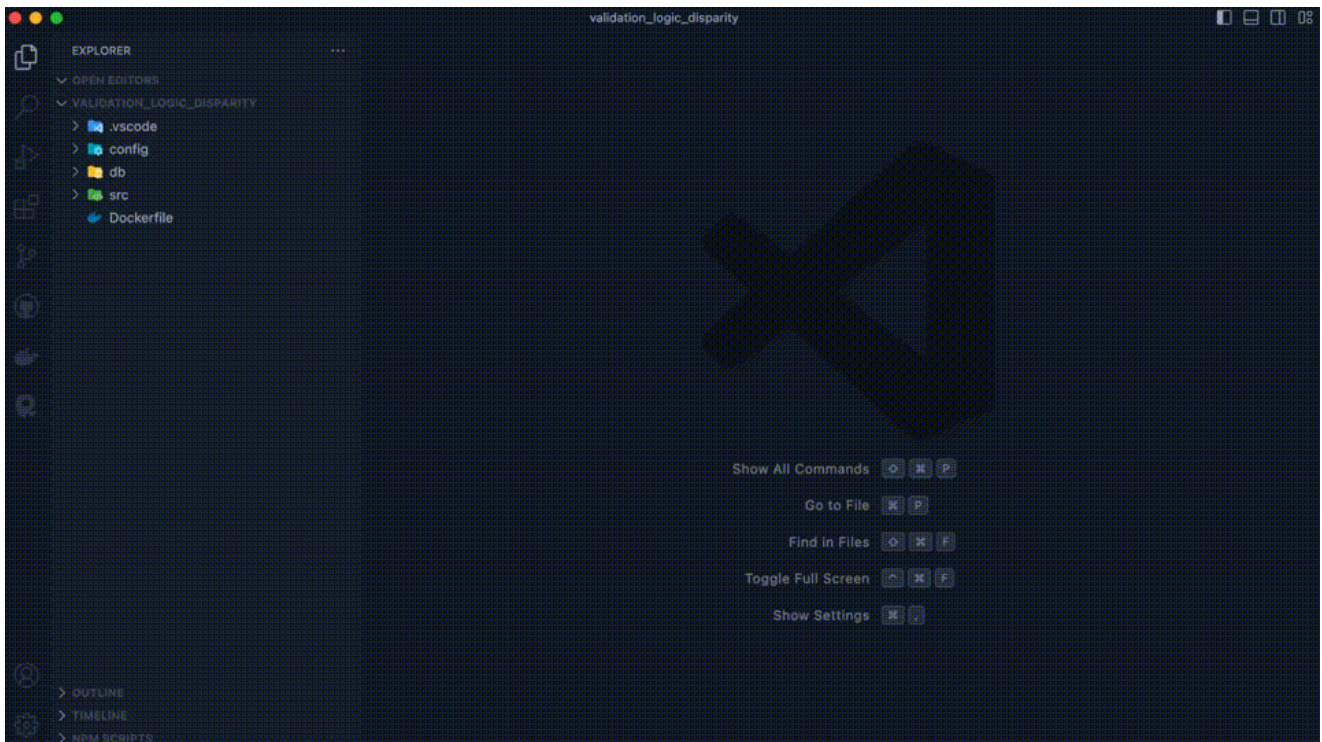 validation_logic_disparity
EXPLORER
OPEN EDITORS
VALIDATION_LOGIC_DISPARITY
.vscode
config
db
src
Dockerfile
Show All Commands ⇧ ⌘ P
Go to File ⌘ P
Find in Files ⇧ ⌘ F
Toggle Full Screen ^ ⌘ F
Show Settings ⌘ ,
OUTLINE
TIMELINE
NPM SCRIPTS